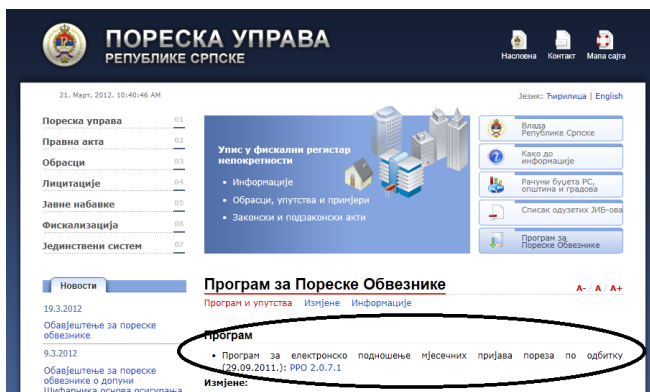 ПОРЕСКА УПРАВА
РЕПУБЛИКЕ СРПСКЕ
Насловна Контакт Мапа сајта
21. Март, 2012. 10:40:46 AM
Језик: Ћирилица | English
Пореска управа 01
Правна акта 02
Обрасци 03
Лицитације 04
Јавне набавке 05
Фискализација 06
Јединствени систем 07
Упис у фискални регистар
непокретности
• Информације
• Обрасци, упутства и примјери
• Законски и подзаконски акти
Влада
Републике Српске
Како до
информације
Рачуни буџета РС,
општина и градова
Списак одузетих ЈИБ-ова
Програм за
Пореске Обвезнике
Новости
19.3.2012
Обавјештење за пореске
обвезнике
9.3.2012
Обавјештење за пореске
обвезнике о допуни
Шифарника основа осигурања
Програм за Пореске Обвезнике
A- / A / A+
Програм и упутства Измјене Информације
Програм
• Програм за електронско подношење мјесечних пријава пореза по одбитку
(29.09.2011.): PPO 2.0.7.1
Измјене: